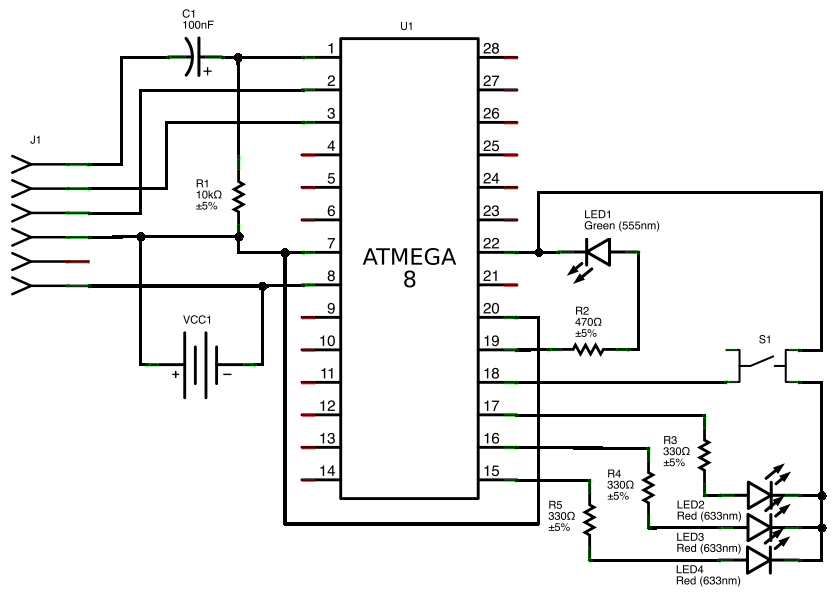 C1
100nF
U1
J1
R1
10kΩ
±5%
VCC1
+
+
−
1
2
3
4
5
6
7
8
9
10
11
12
13
14
ATMEGA
8
28
27
26
25
24
23
22
21
20
19
18
17
16
15
LED1
Green (555nm)
R2
470Ω
±5%
S1
R3
330Ω
±5%
R4
330Ω
±5%
R5
330Ω
±5%
LED2
Red (633nm)
LED3
Red (633nm)
LED4
Red (633nm)